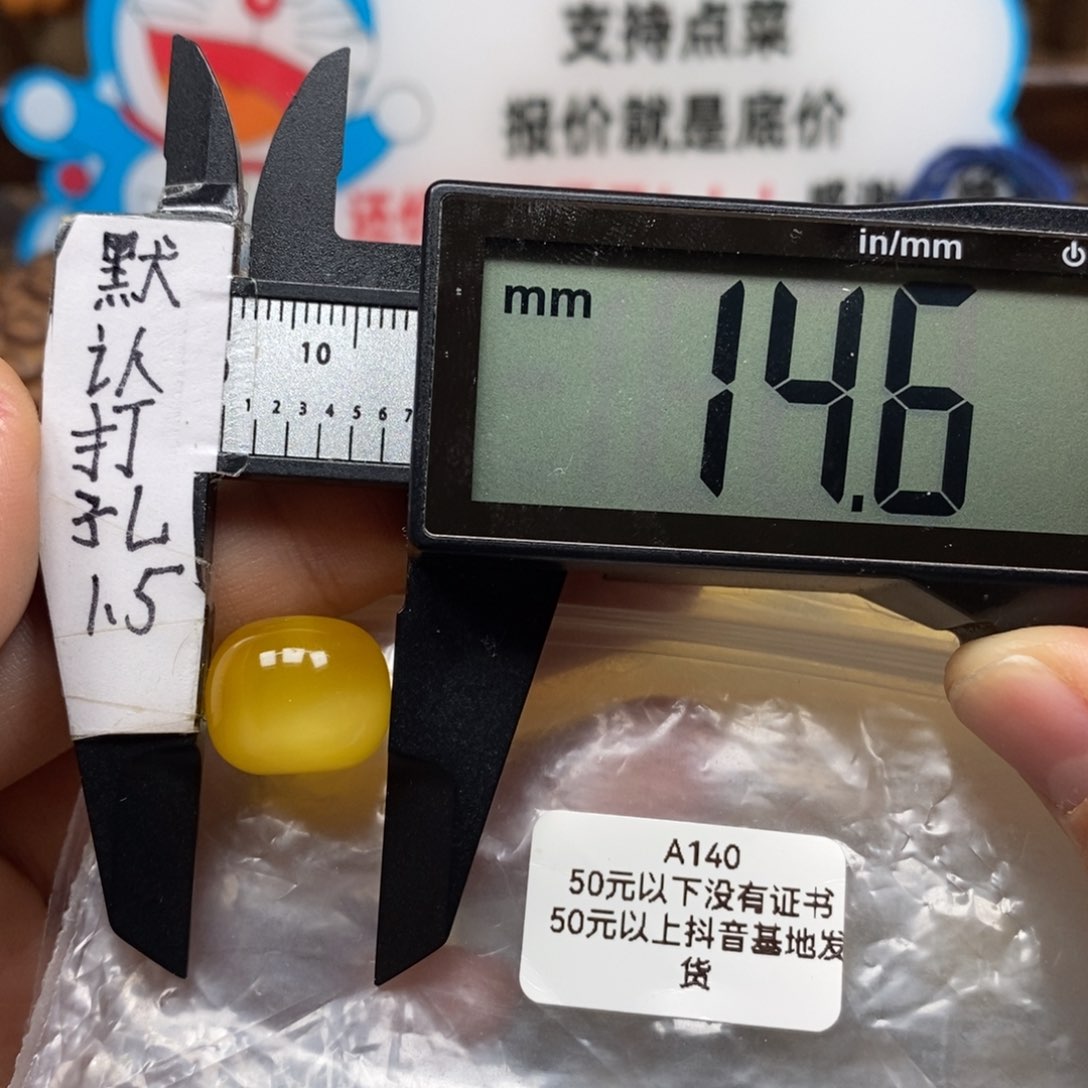 支持点菜
报价就是底价
in/mm
mm
14.6
10
1 2 3 4 5 6 7
默
认
打
孔
1.5
A140
50元以下没有证书
50元以上抖音基地发
货